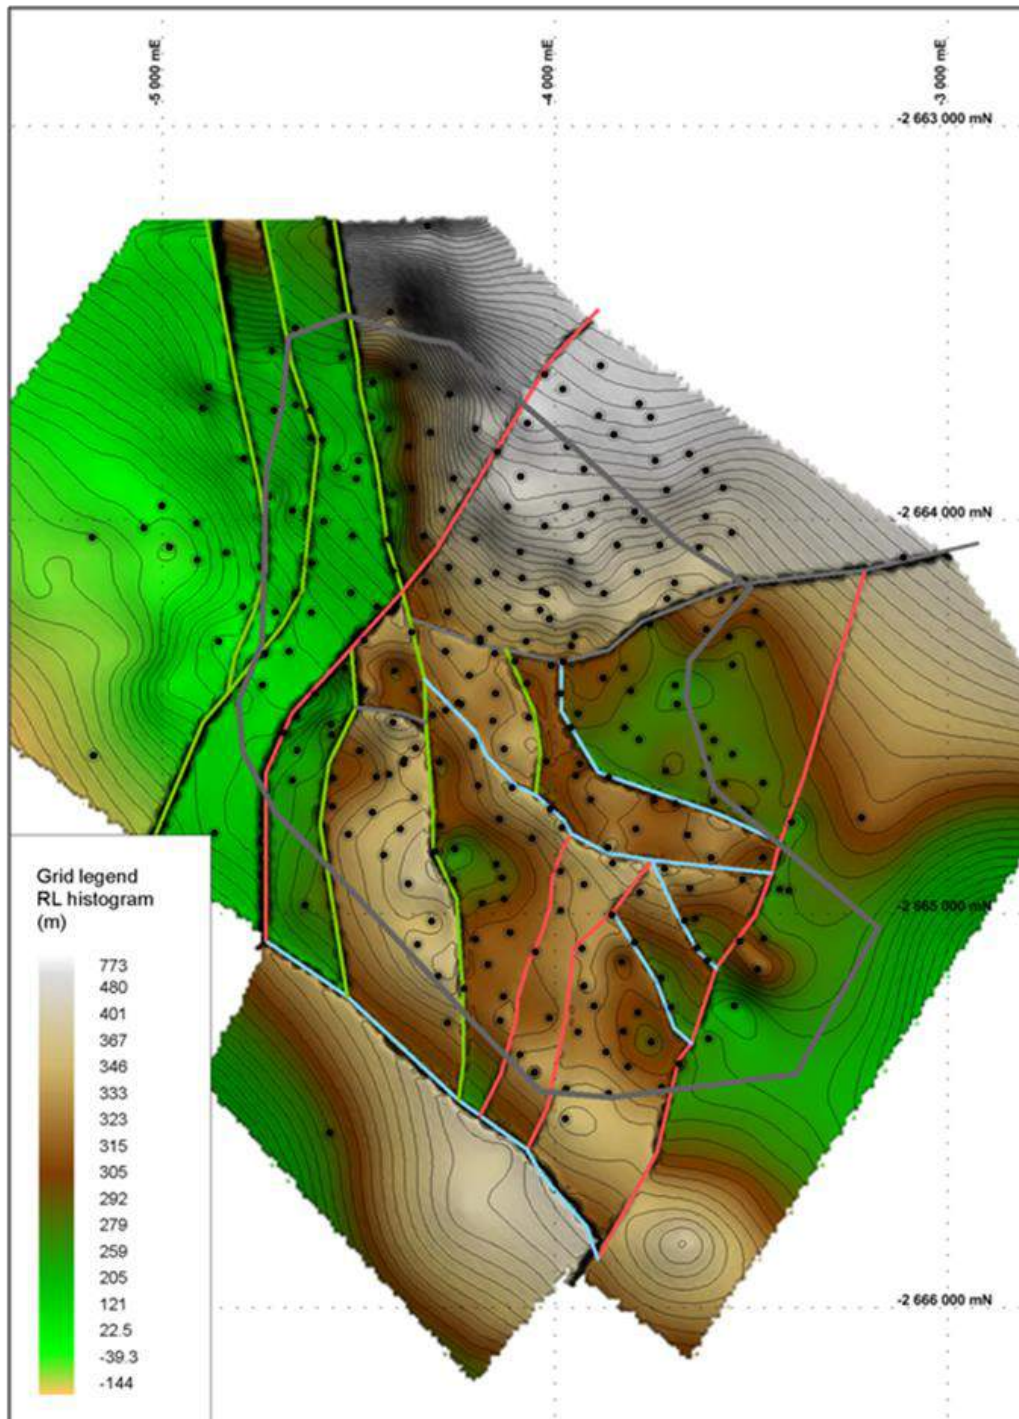 -5 000 mE
-4 000 mE
-3 000 mE
-2 663 000 mN
-2 664 000 mN
-2 665 000 mN
-2 666 000 mN
Grid legend
RL histogram
(m)
773
480
401
367
346
333
323
315
305
292
279
259
205
121
22.5
-39.3
-144